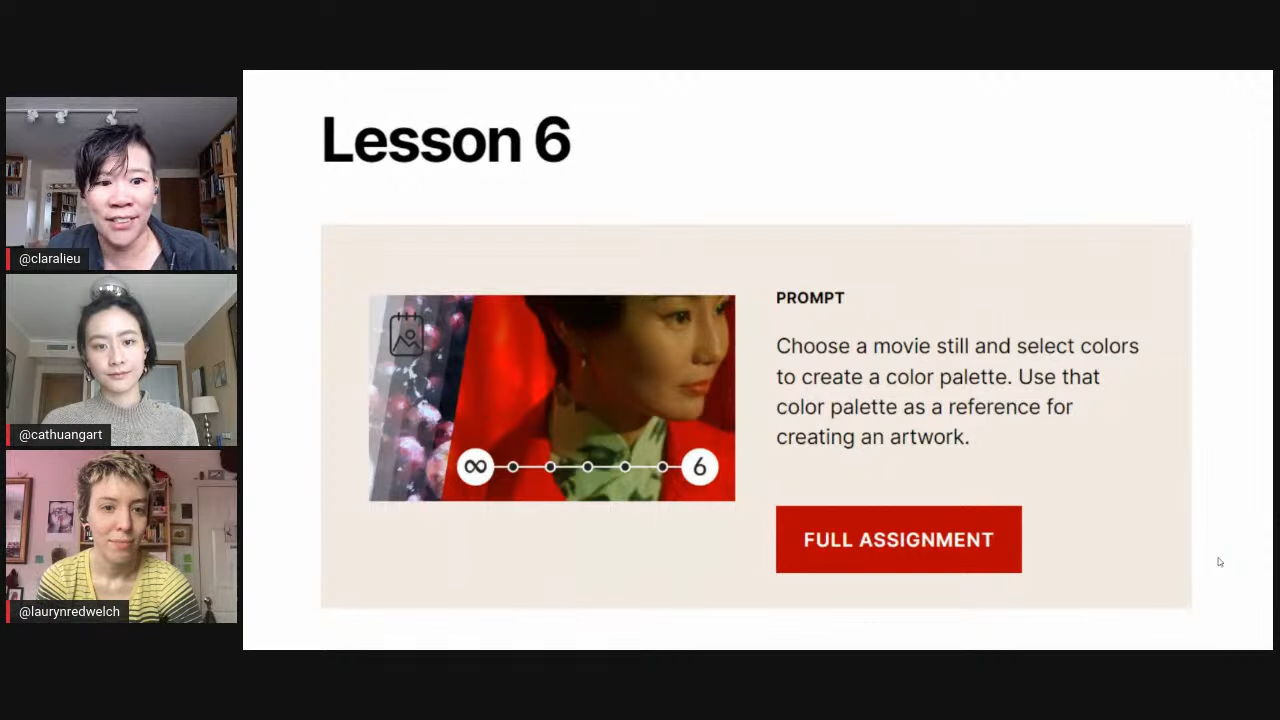 @claralieu
@cathuangart
@laurynredwelch
Lesson 6
∞
6
PROMPT
Choose a movie still and select colors
to create a color palette. Use that
color palette as a reference for
creating an artwork.
FULL ASSIGNMENT